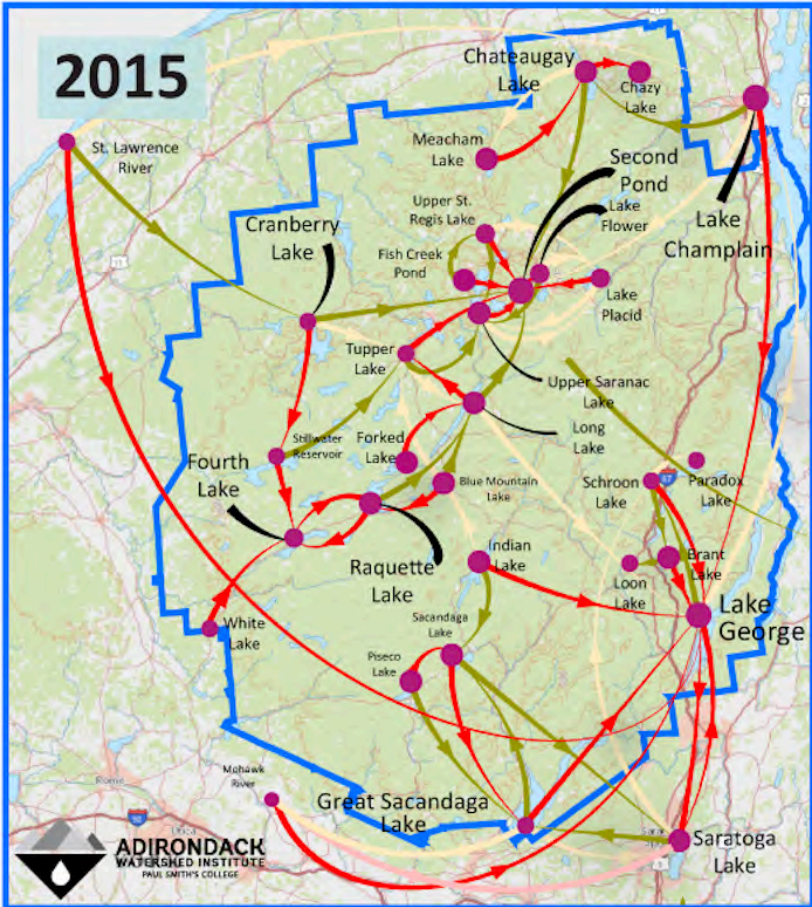 2015
Chateaugay
Lake
Chazy
Lake
St. Lawrence
River
Meacham
Lake
Second
Pond
Upper St.
Regis Lake
Lake
Flower
Cranberry
Lake
Lake
Champlain
Fish Creek
Pond
Lake
Placid
Tupper
Lake
Upper Saranac
Lake
Long
Lake
Stillwater
Reservoir
Forked
Lake
Fourth
Lake
Blue Mountain
Lake
Schroon
Lake
87
Paradox
Lake
Raquette
Lake
Indian
Lake
Brant
Lake
Loon
Lake
Lake
George
White
Lake
Sacandaga
Lake
Piseco
Lake
Mohawk
River
Great Sacandaga
Lake
Saratoga
Lake
Rome
Utica
90
ADIRONDACK
WATERSHED INSTITUTE
PAUL SMITH'S COLLEGE